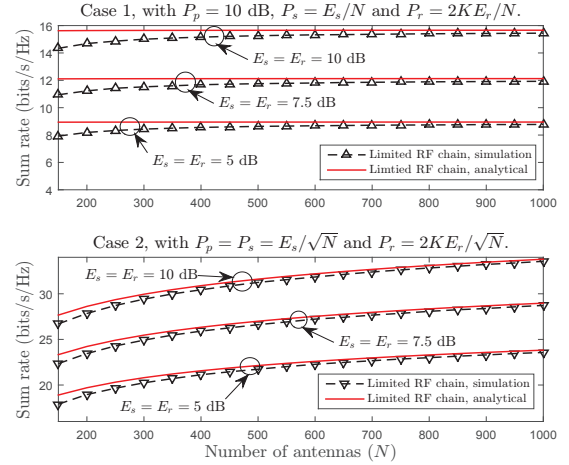 Case 1, with $P_p = 10$ dB, $P_s = E_s/N$ and $P_r = 2KE_r/N$.
Sum rate (bits/s/Hz)
16
14
12
10
8
6
4
$E_s = E_r = 10$ dB
$E_s = E_r = 7.5$ dB
$E_s = E_r = 5$ dB
Limited RF chain, simulation
Limtied RF chain, analytical
200 300 400 500 600 700 800 900 1000
Case 2, with $P_p = P_s = E_s/\sqrt{N}$ and $P_r = 2KE_r/\sqrt{N}$.
Sum rate (bits/s/Hz)
30
25
20
$E_s = E_r = 10$ dB
$E_s = E_r = 7.5$ dB
$E_s = E_r = 5$ dB
Limited RF chain, simulation
Limited RF chain, analytical
200 300 400 500 600 700 800 900 1000
Number of antennas ($N$)